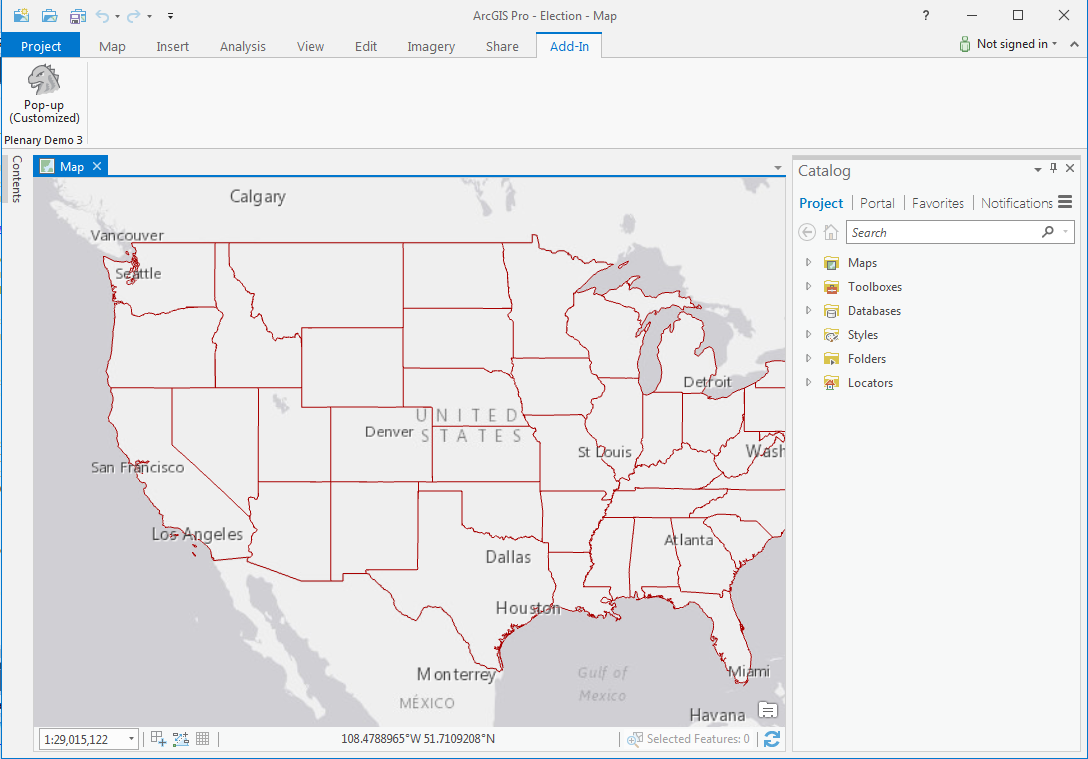 ArcGIS Pro - Election - Map
?
Project Map Insert Analysis View Edit Imagery Share Add-In
Not signed in
Pop-up
(Customized)
Plenary Demo 3
Contents
Map
Calgary
Vancouver
Seattle
Detroit
UNITED
STATES
Denver
St Louis
Wash
San Francisco
Los Angeles
Atlanta
Dallas
Houston
Monterrey
Miami
Gulf of
Mexico
MÉXICO
Havana
1:29,015,122
108.4788965°W 51.7109208°N
Selected Features: 0
Catalog
Project | Portal | Favorites | Notifications
Search
Maps
Toolboxes
Databases
Styles
Folders
Locators